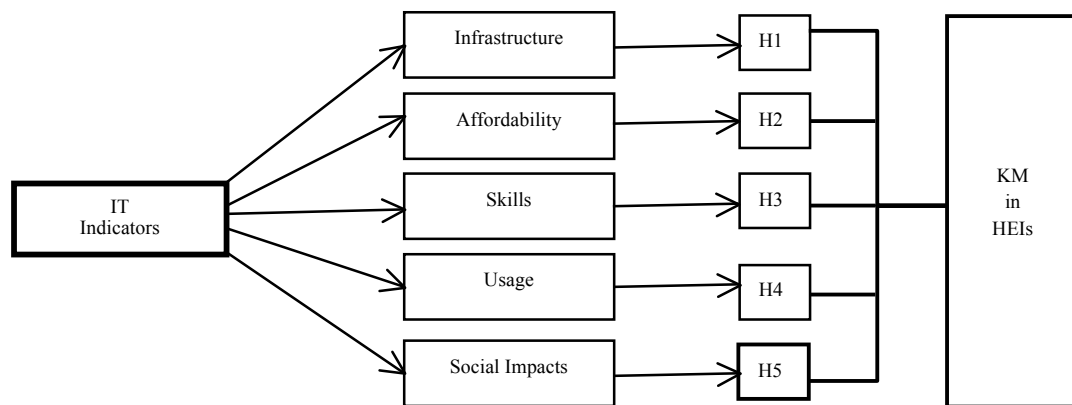 Infrastructure
H1
Affordability
H2
IT
Indicators
Skills
H3
KM
in
HEIs
Usage
H4
Social Impacts
H5